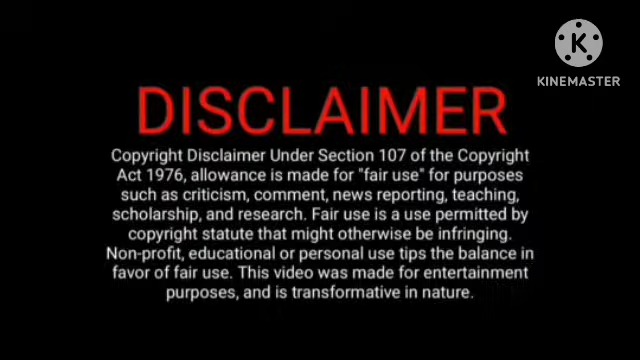 KINEMASTER
DISCLAIMER
Copyright Disclaimer Under Section 107 of the Copyright
Act 1976, allowance is made for "fair use" for purposes
such as criticism, comment, news reporting, teaching,
scholarship, and research. Fair use is a use permitted by
copyright statute that might otherwise be infringing.
Non-profit, educational or personal use tips the balance in
favor of fair use. This video was made for entertainment
purposes, and is transformative in nature.